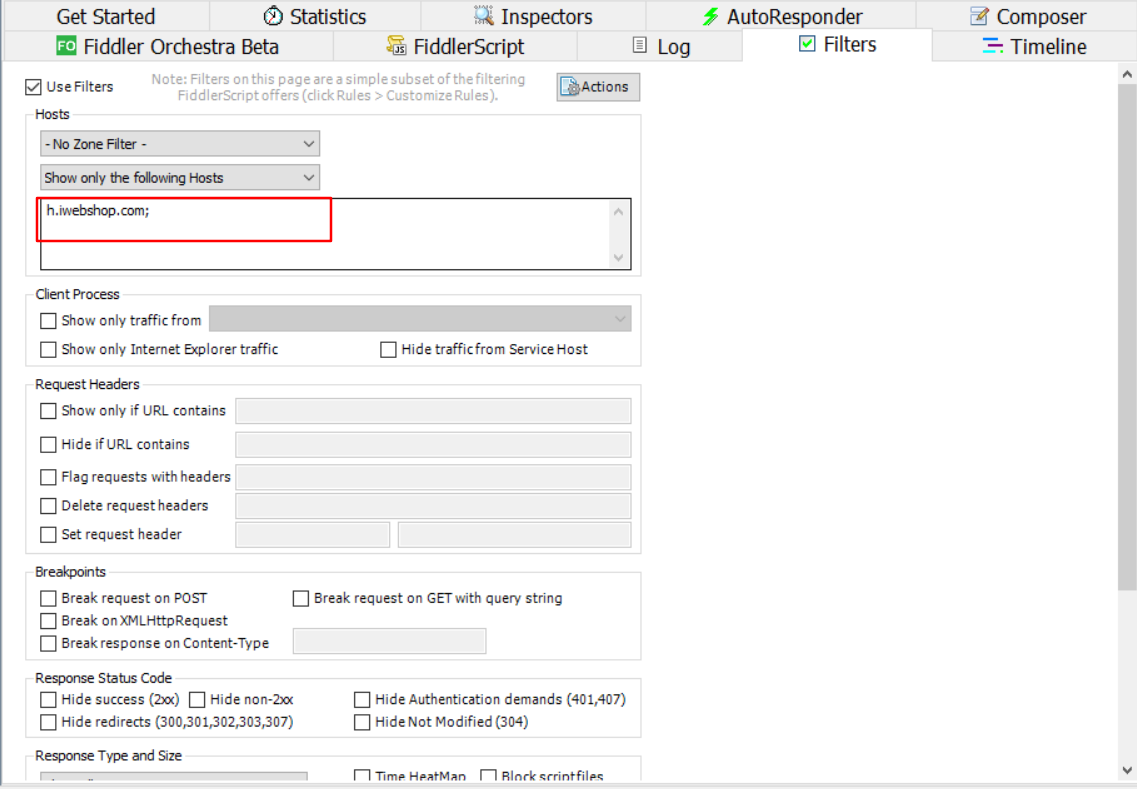 Get Started Statistics Inspectors AutoResponder Composer
FO Fiddler Orchestra Beta JS FiddlerScript Log Filters Timeline
Use Filters
Note: Filters on this page are a simple subset of the filtering
FiddlerScript offers (click Rules > Customize Rules).
Actions
Hosts
- No Zone Filter -
Show only the following Hosts
h.iwebshop.com;
Client Process
Show only traffic from
Show only Internet Explorer traffic Hide traffic from Service Host
Request Headers
Show only if URL contains
Hide if URL contains
Flag requests with headers
Delete request headers
Set request header
Breakpoints
Break request on POST Break request on GET with query string
Break on XMLHttpRequest
Break response on Content-Type
Response Status Code
Hide success (2xx) Hide non-2xx Hide Authentication demands (401,407)
Hide redirects (300,301,302,303,307) Hide Not Modified (304)
Response Type and Size
Time HeatMap Block script files